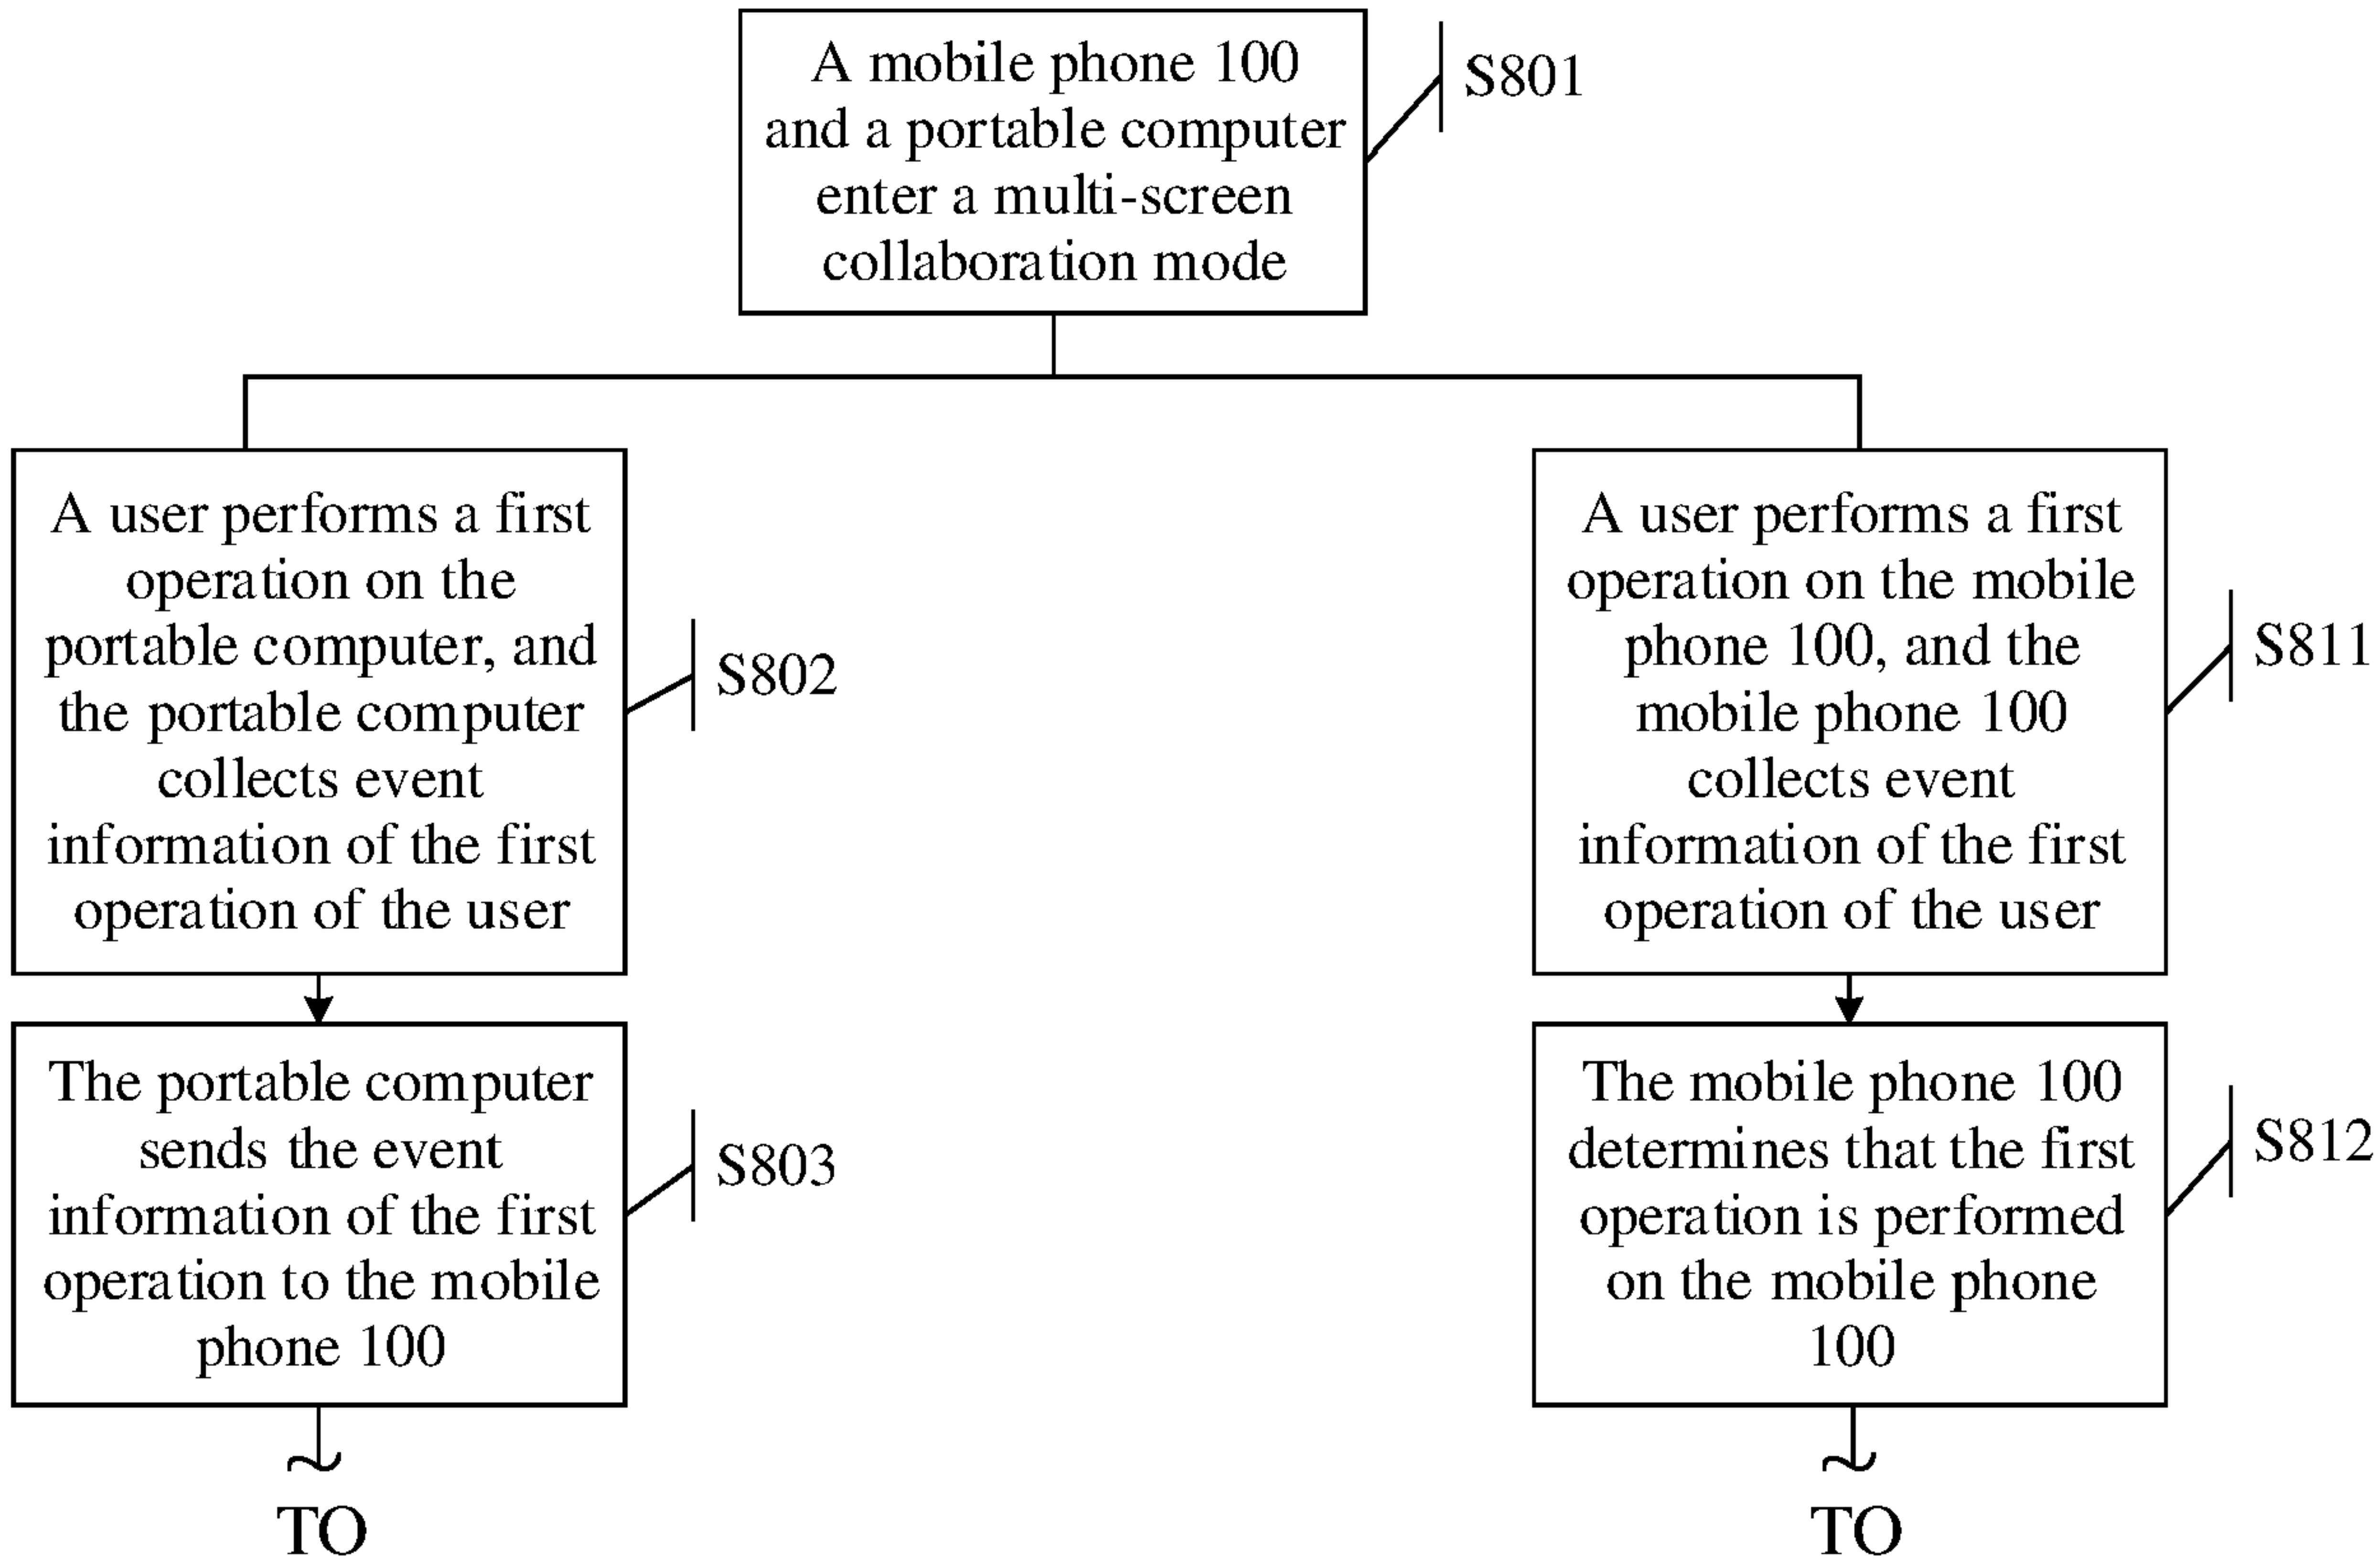 A mobile phone 100
and a portable computer
enter a multi-screen
collaboration mode
S801
A user performs a first
operation on the
portable computer, and
the portable computer
collects event
information of the first
operation of the user
S802
A user performs a first
operation on the mobile
phone 100, and the
mobile phone 100
collects event
information of the first
operation of the user
S811
The portable computer
sends the event
information of the first
operation to the mobile
phone 100
S803
The mobile phone 100
determines that the first
operation is performed
on the mobile phone
100
S812
TO
TO